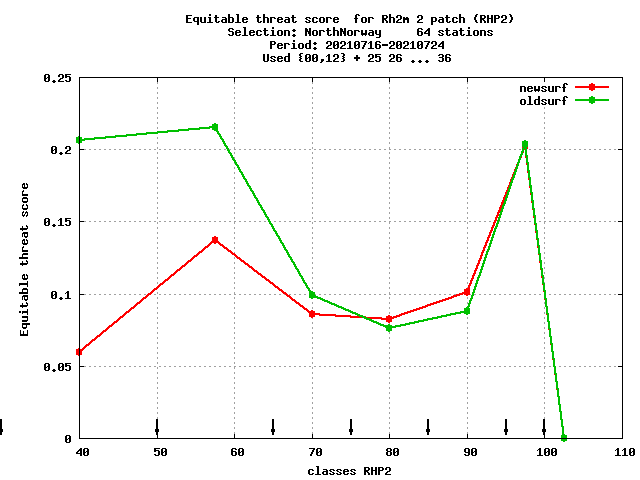 Equitable threat score  for Rh2m 2 patch (RHP2)
Selection: NorthNorway     64 stations
Period: 20210716-20210724
Used {00,12} + 25 26 ... 36
newsurf
oldsurf
Equitable threat score
0.25
0.2
0.15
0.1
0.05
0
40 50 60 70 80 90 100 110
classes RHP2